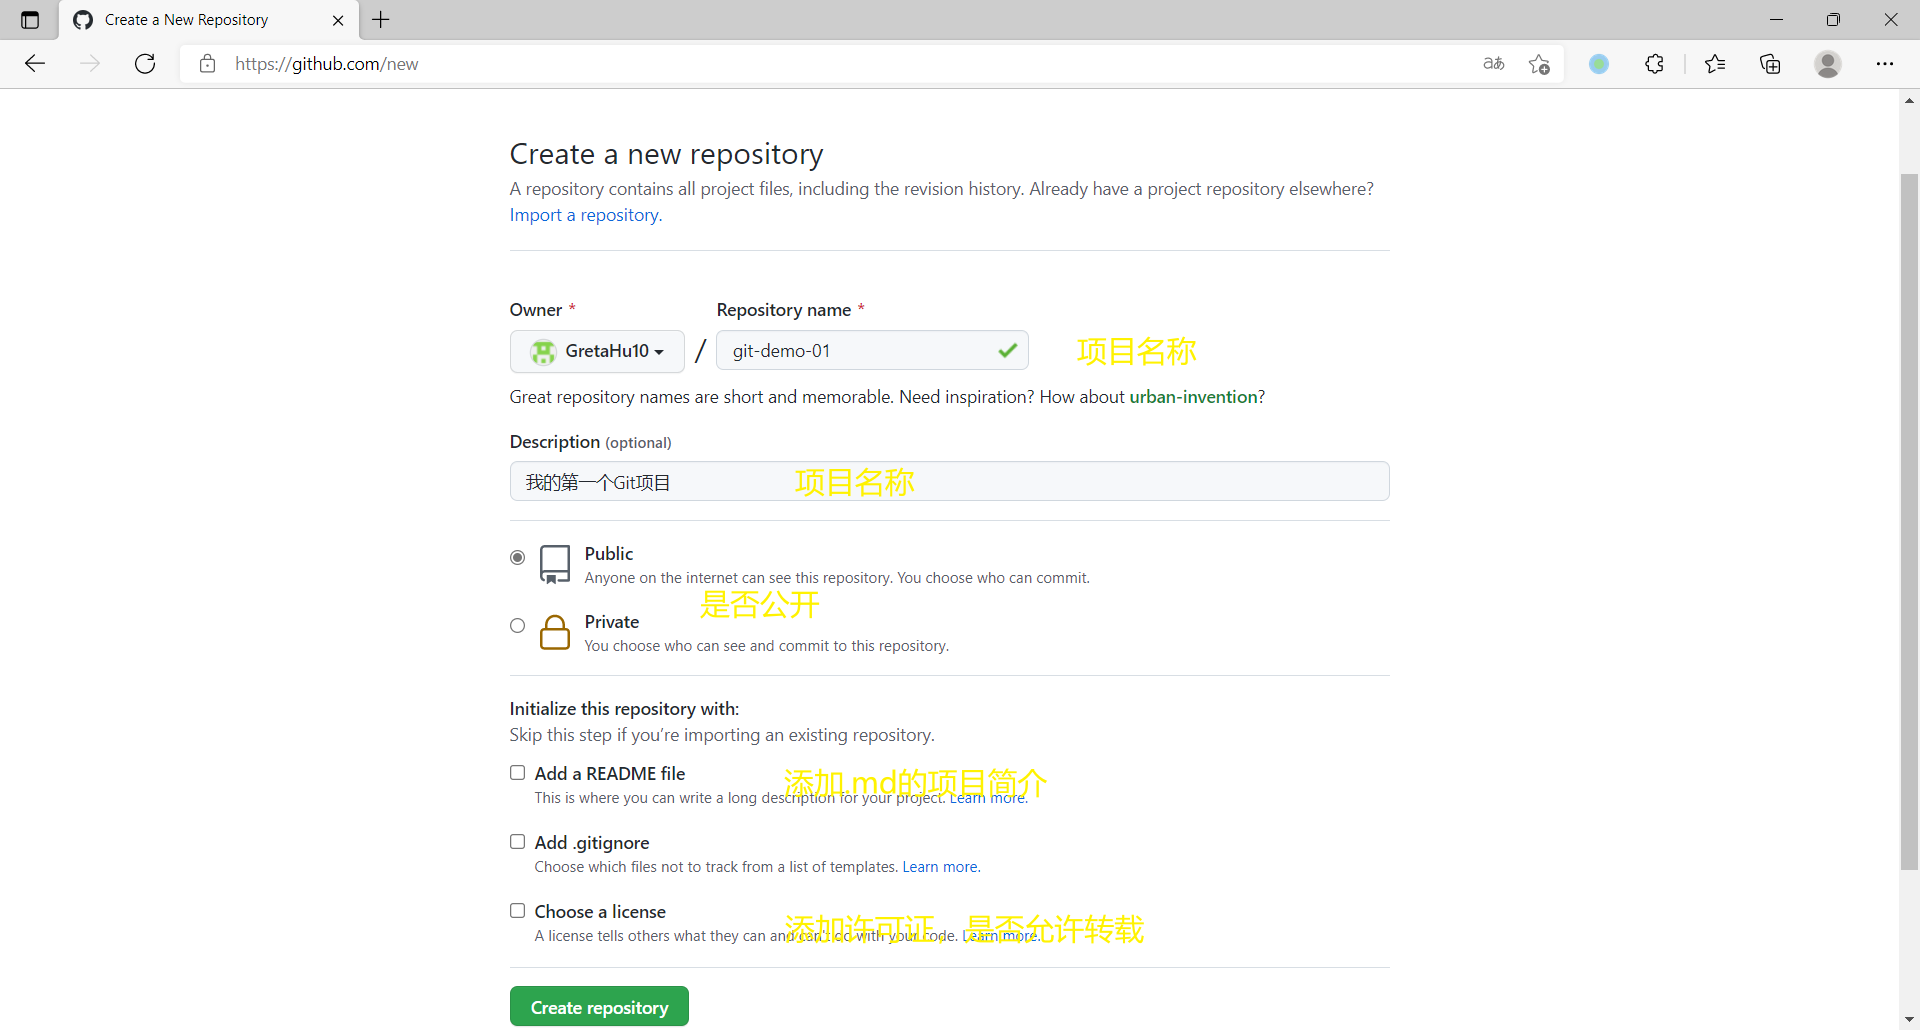 Create a New Repository
https://github.com/new
aあ
Create a new repository
A repository contains all project files, including the revision history. Already have a project repository elsewhere?
Import a repository.
Owner *
Repository name *
GretaHu10
/
git-demo-01
项目名称
Great repository names are short and memorable. Need inspiration? How about urban-invention?
Description (optional)
我的第一个Git项目
项目名称
Public
Anyone on the internet can see this repository. You choose who can commit.
是否公开
Private
You choose who can see and commit to this repository.
Initialize this repository with:
Skip this step if you’re importing an existing repository.
Add a README file
添加.md的项目简介
This is where you can write a long description for your project. Learn more.
Add .gitignore
Choose which files not to track from a list of templates. Learn more.
Choose a license
添加许可证，是否允许转载
A license tells others what they can and can't do with your code. Learn more.
Create repository